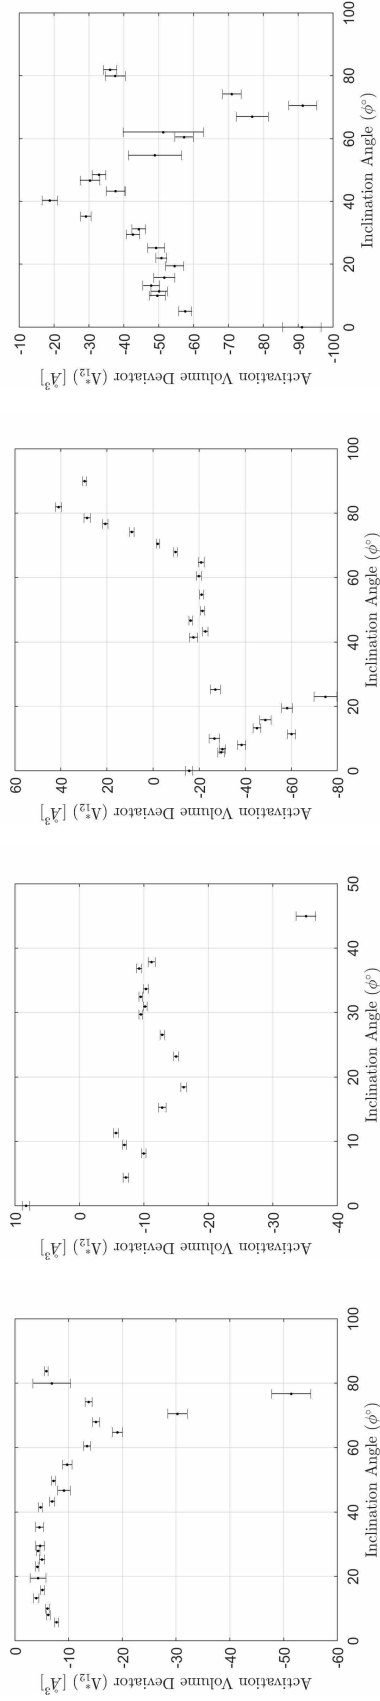 Activation Volume Deviator (Λ*₁₂) [Å³]
-10
-20
-30
-40
-50
-60
-70
-80
-90
-100
0 20 40 60 80 100
Inclination Angle (φ°)
Activation Volume Deviator (Λ*₁₂) [Å³]
60
40
20
0
-20
-40
-60
-80
0 20 40 60 80 100
Inclination Angle (φ°)
Activation Volume Deviator (Λ*₁₂) [Å³]
10
0
-10
-20
-30
-40
0 10 20 30 40 50
Inclination Angle (φ°)
Activation Volume Deviator (Λ*₁₂) [Å³]
0
-10
-20
-30
-40
-50
-60
0 20 40 60 80 100
Inclination Angle (φ°)